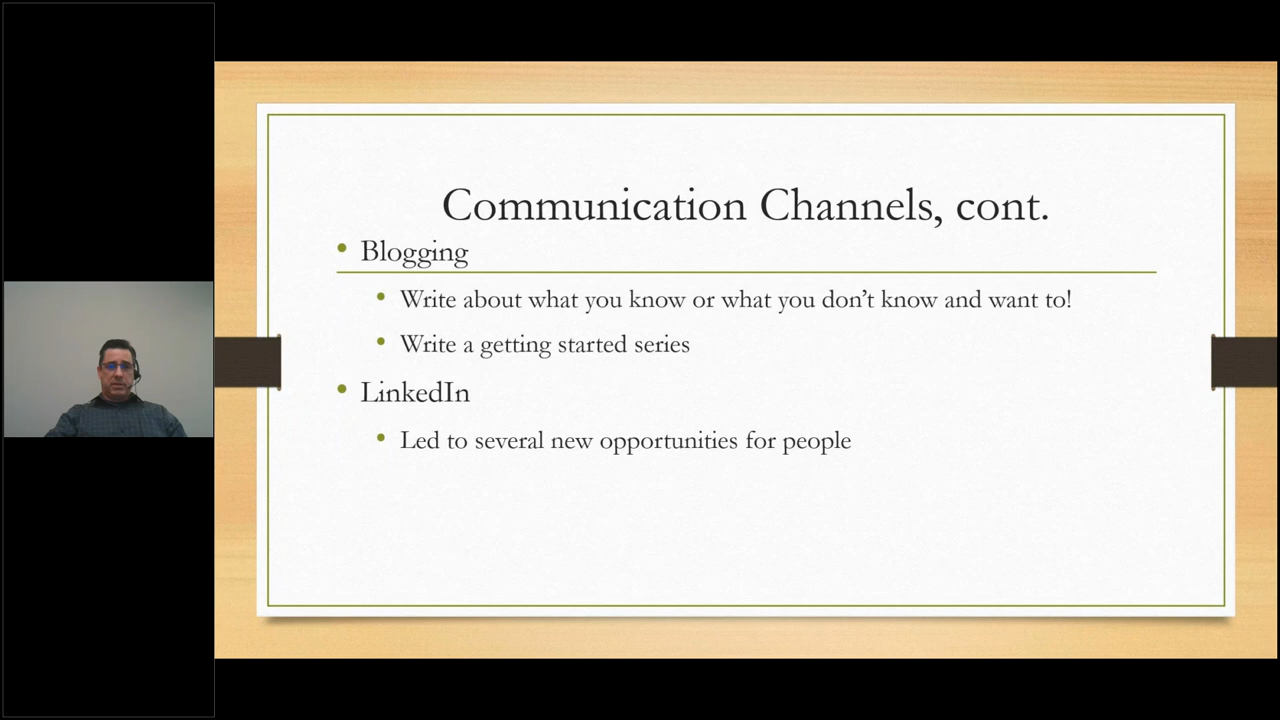 Communication Channels, cont.
• Blogging
• Write about what you know or what you don’t know and want to!
• Write a getting started series
• LinkedIn
• Led to several new opportunities for people